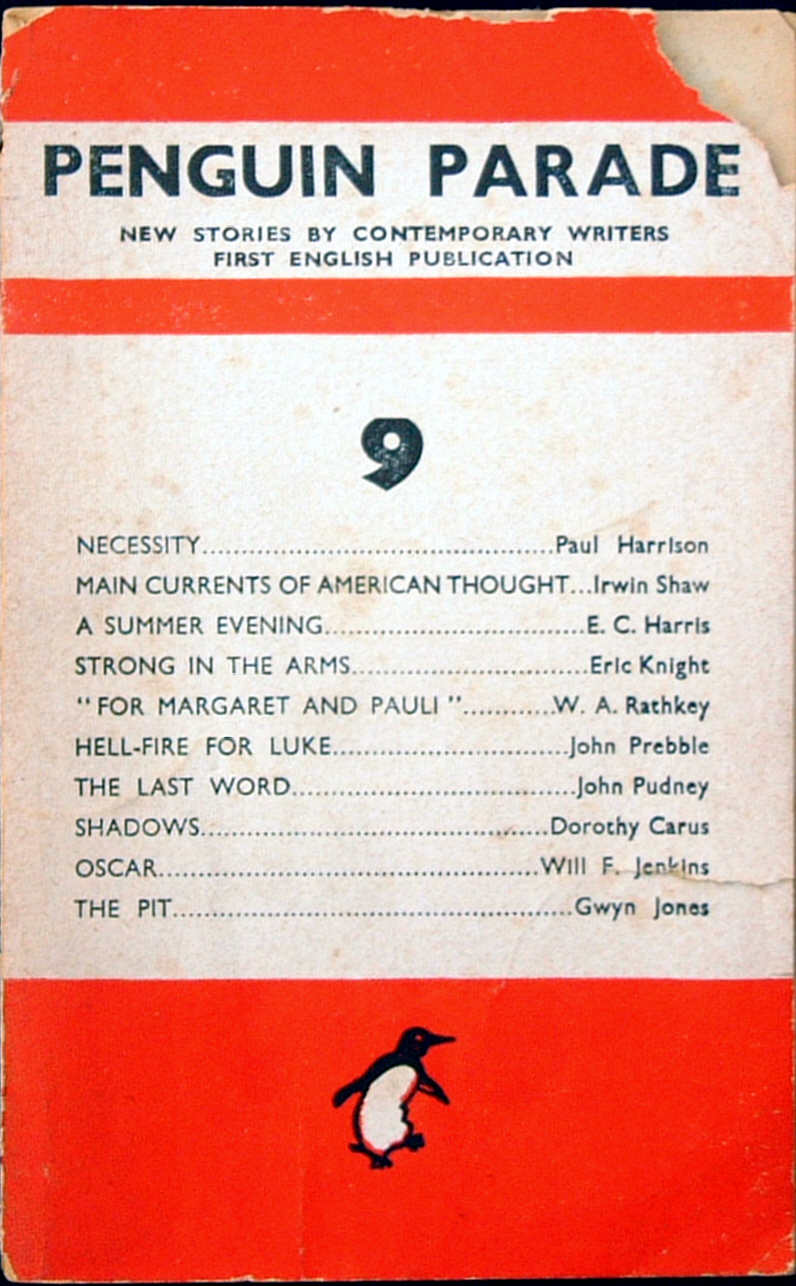 PENGUIN PARADE
NEW STORIES BY CONTEMPORARY WRITERS
FIRST ENGLISH PUBLICATION
9
NECESSITY............................................Paul Harrison
MAIN CURRENTS OF AMERICAN THOUGHT...Irwin Shaw
A SUMMER EVENING................................E. C. Harris
STRONG IN THE ARMS.............................Eric Knight
"FOR MARGARET AND PAULI"............W. A. Rathkey
HELL-FIRE FOR LUKE.............................John Prebble
THE LAST WORD...................................John Pudney
SHADOWS...........................................Dorothy Carus
OSCAR...............................................Will F. Jenkins
THE PIT.................................................Gwyn Jones